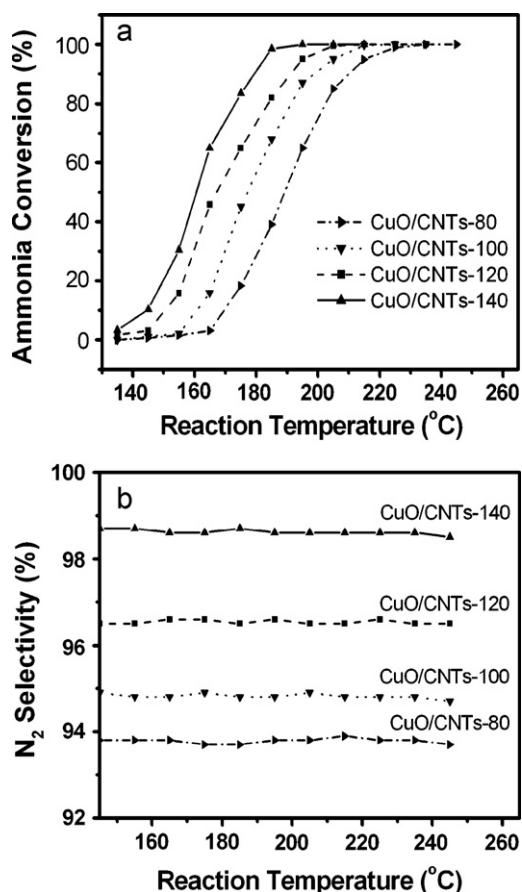 a
Ammonia Conversion (%)
100
80
60
40
20
0
CuO/CNTs-80
CuO/CNTs-100
CuO/CNTs-120
CuO/CNTs-140
140 160 180 200 220 240 260
Reaction Temperature (°C)
b
N₂ Selectivity (%)
100
98
96
94
92
CuO/CNTs-140
CuO/CNTs-120
CuO/CNTs-100
CuO/CNTs-80
160 180 200 220 240 260
Reaction Temperature (°C)